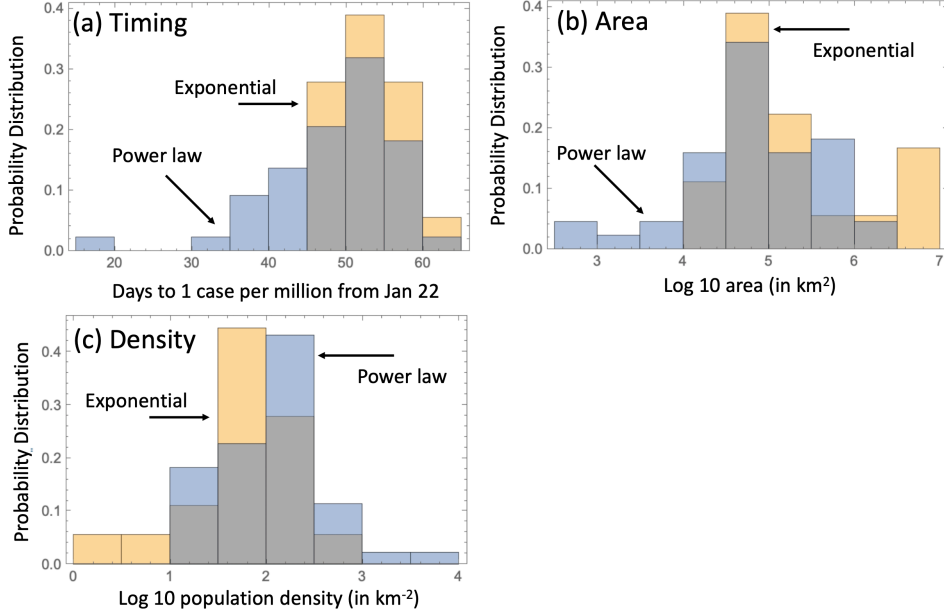 (a) Timing
Probability Distribution
0.4
0.3
0.2
0.1
0.0
Exponential
Power law
20
30
40
50
60
Days to 1 case per million from Jan 22
(b) Area
Probability Distribution
0.4
0.3
0.2
0.1
0.0
Exponential
Power law
3
4
5
6
7
Log 10 area (in km²)
(c) Density
Probability Distribution
0.4
0.3
0.2
0.1
0.0
Exponential
Power law
0
1
2
3
4
Log 10 population density (in km⁻²)